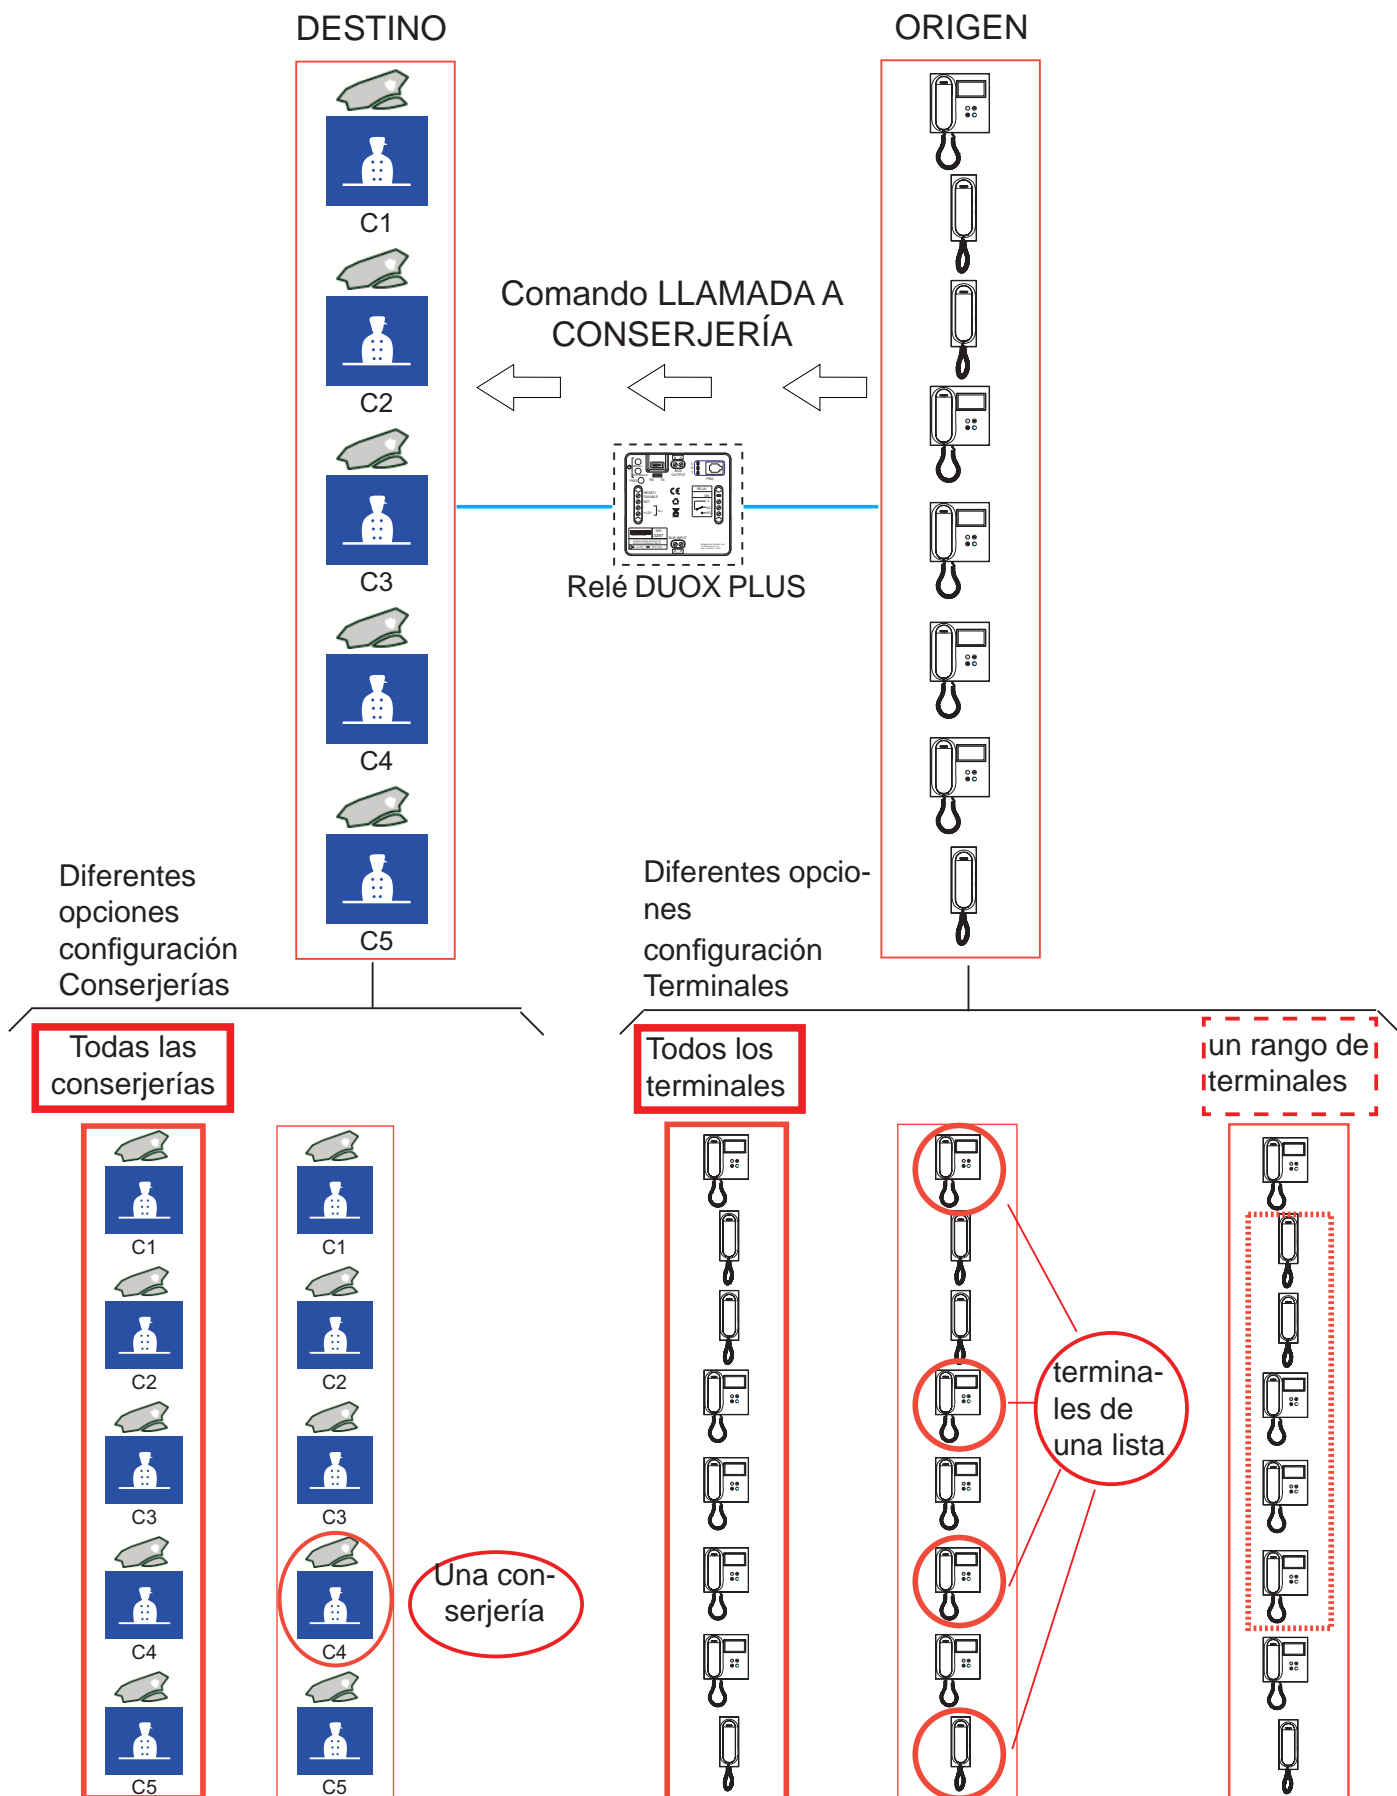 DESTINO
ORIGEN
C1
C2
C3
C4
C5
Comando LLAMADA A
CONSERJERÍA
Relé DUOX PLUS
Diferentes
opciones
configuración
Conserjerías
Diferentes opcio-
nes
configuración
Terminales
Todas las
conserjerías
Todos los
terminales
un rango de
terminales
C1
C2
C3
C4
C5
C1
C2
C3
C4
C5
Una con-
serjería
termina-
les de
una lista